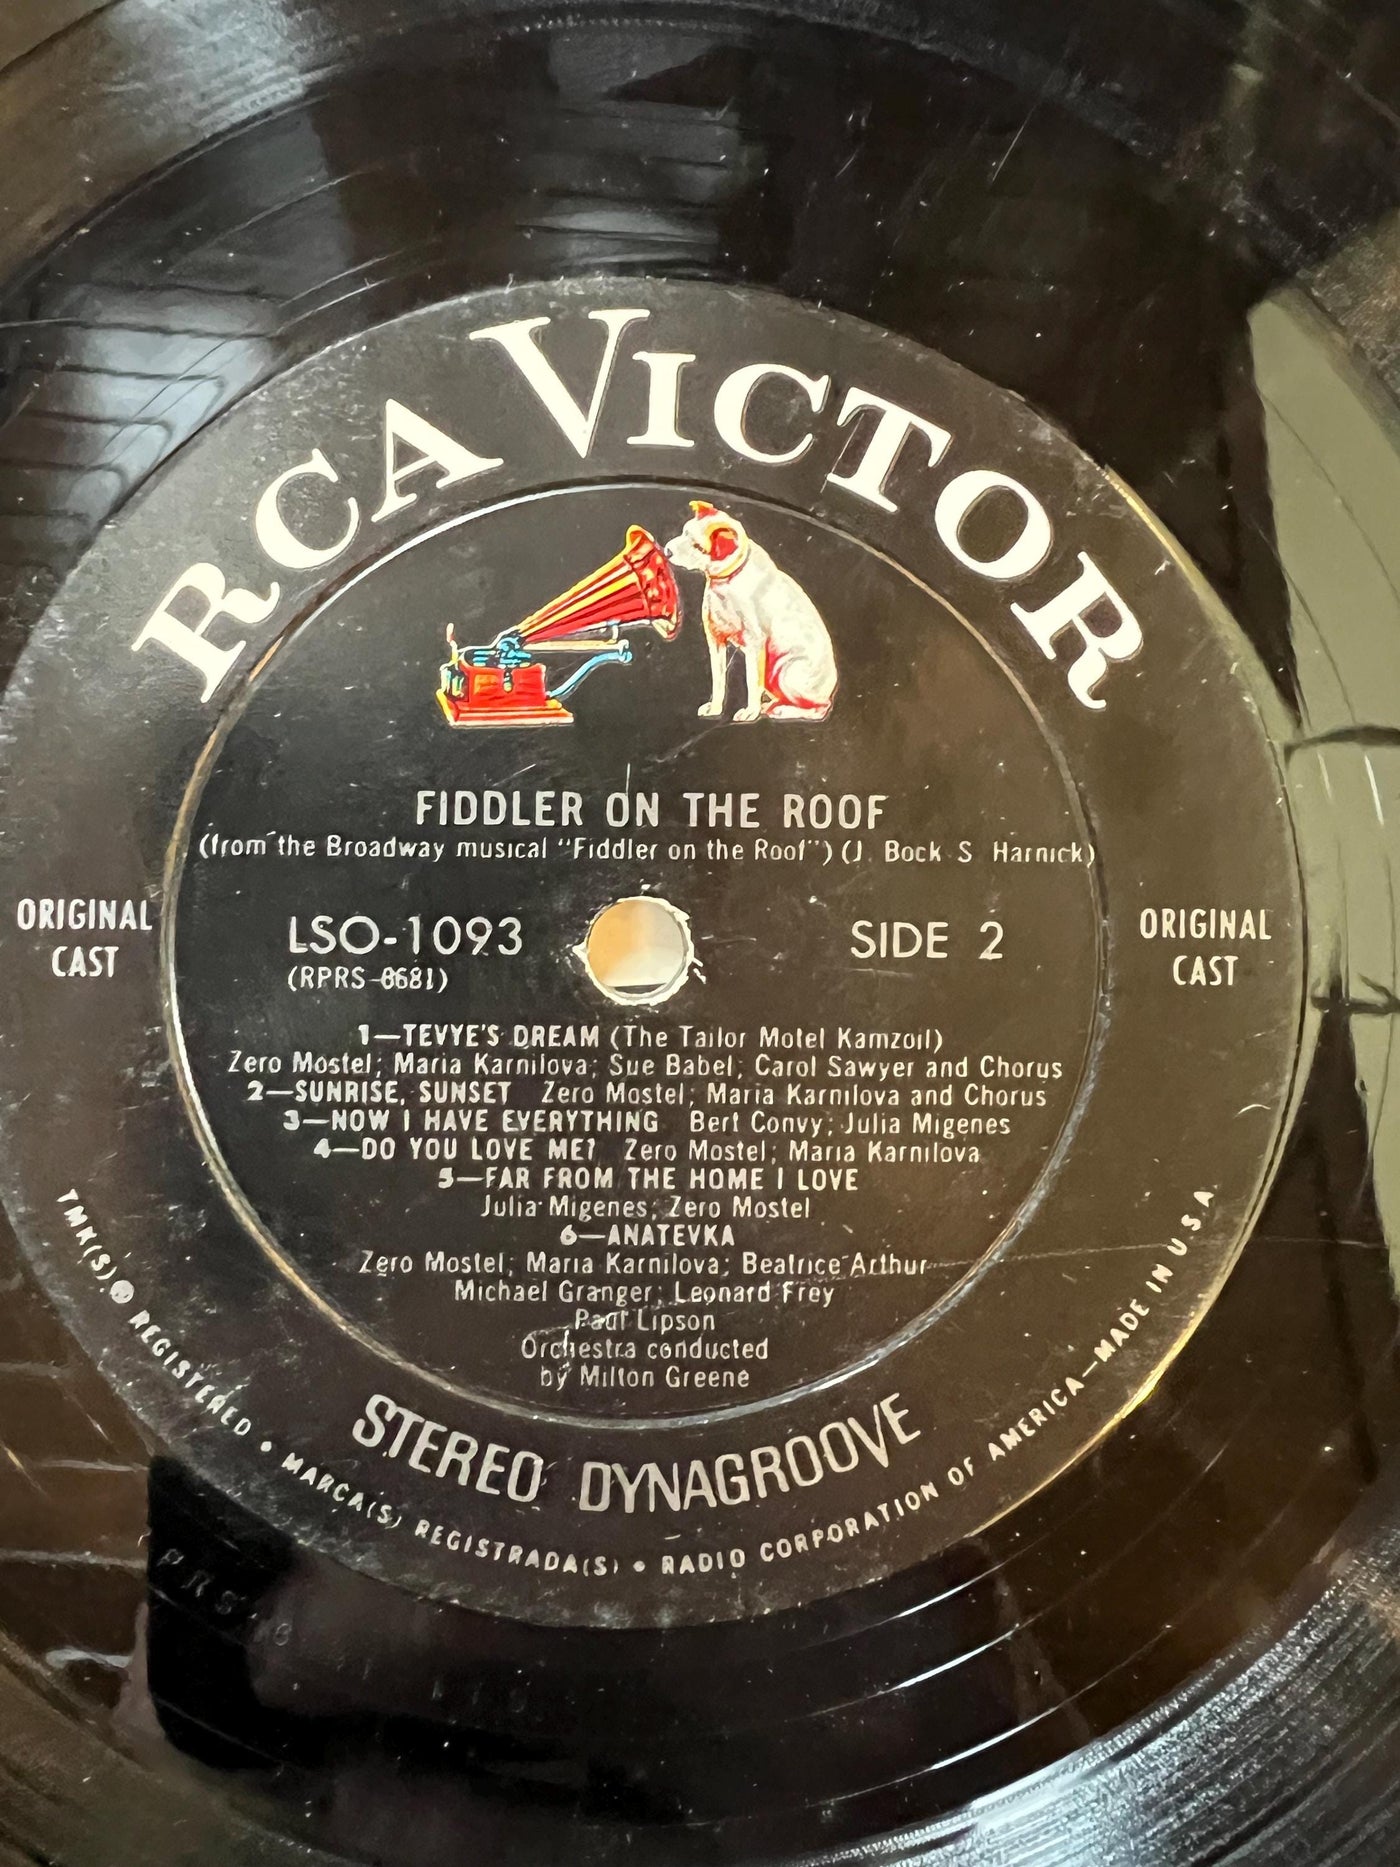 RCA VICTOR
FIDDLER ON THE ROOF
(from the Broadway musical "Fiddler on the Roof") (J. Bock-S. Harnick)
ORIGINAL
CAST
LSO-1093
(RPRS-8681)
SIDE 2
ORIGINAL
CAST
1—TEVYE'S DREAM (The Tailor Motel Kamzoil)
Zero Mostel; Maria Karnilova; Sue Babel; Carol Sawyer and Chorus
2—SUNRISE, SUNSET Zero Mostel; Maria Karnilova and Chorus
3—NOW I HAVE EVERYTHING Bert Convy; Julia Migenes
4—DO YOU LOVE ME? Zero Mostel; Maria Karnilova
5—FAR FROM THE HOME I LOVE
Julia Migenes; Zero Mostel
6—ANATEVKA
Zero Mostel; Maria Karnilova; Beatrice Arthur
Michael Granger; Leonard Frey
Paul Lipson
Orchestra conducted
by Milton Greene
STEREO DYNAGROOVE
TMK(S) ® REGISTERED • MARCA(S) REGISTRADA(S) • RADIO CORPORATION OF AMERICA—MADE IN U.S.A.